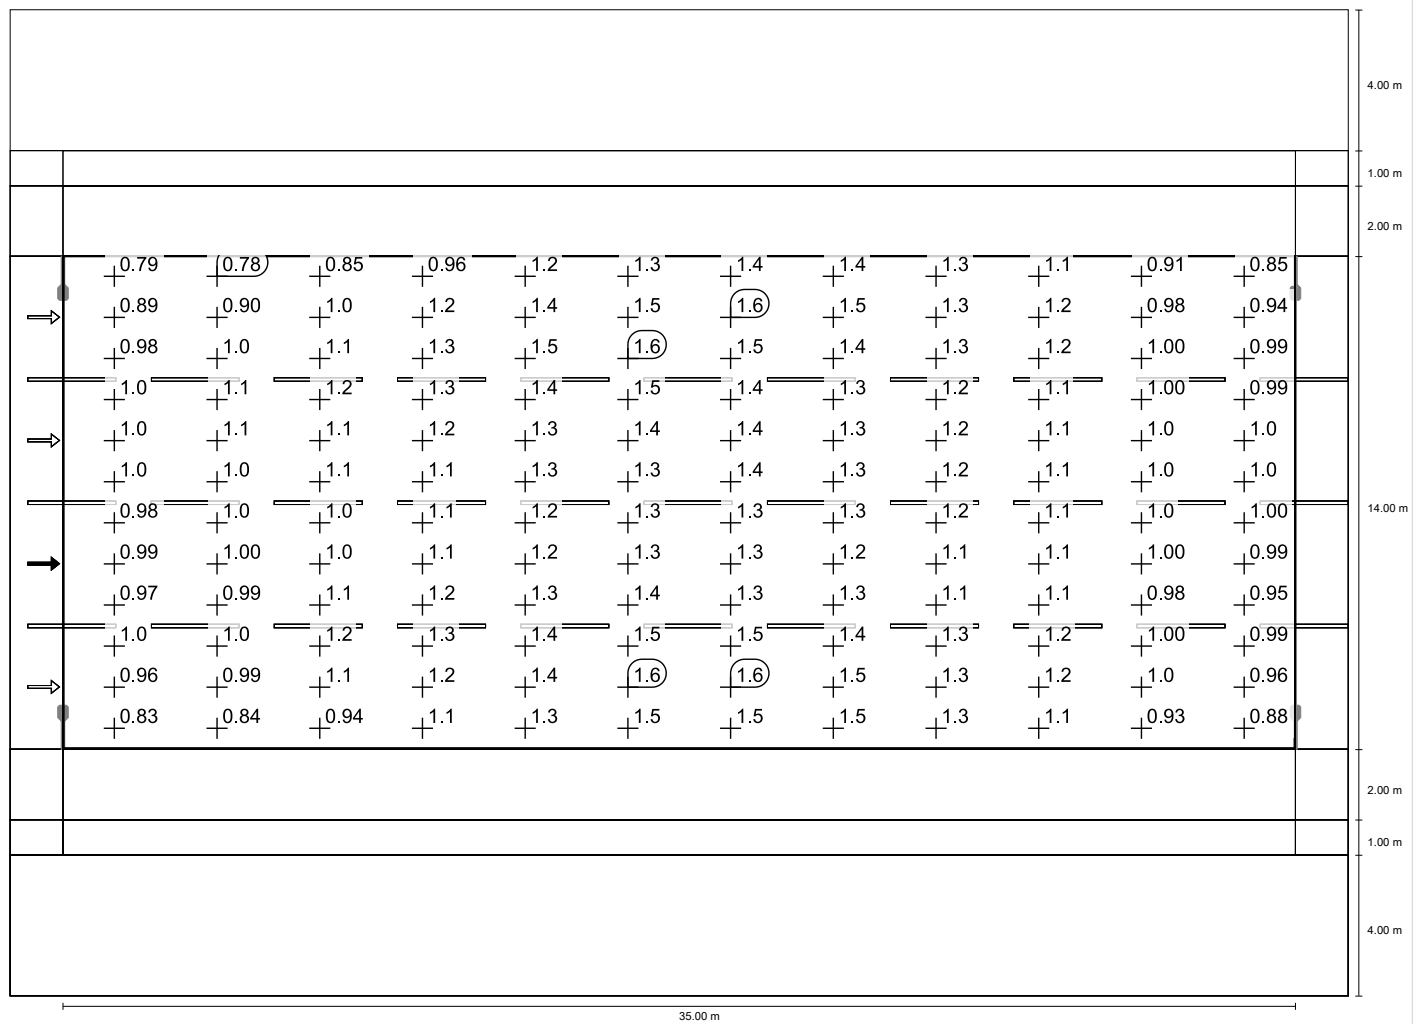 4.00 m
1.00 m
2.00 m
0.79 0.78 0.85 0.96 1.2 1.3 1.4 1.4 1.3 1.1 0.91 0.85
0.89 0.90 1.0 1.2 1.4 1.5 1.6 1.5 1.3 1.2 0.98 0.94
0.98 1.0 1.1 1.3 1.5 1.6 1.5 1.4 1.3 1.2 1.00 0.99
1.0 1.1 1.2 1.3 1.4 1.5 1.4 1.3 1.2 1.1 1.00 0.99
1.0 1.1 1.1 1.2 1.3 1.4 1.4 1.3 1.2 1.1 1.0 1.0
1.0 1.0 1.1 1.1 1.3 1.3 1.4 1.3 1.2 1.1 1.0 1.0
14.00 m
0.98 1.0 1.0 1.1 1.2 1.3 1.3 1.3 1.2 1.1 1.0 1.00
0.99 1.00 1.0 1.1 1.2 1.3 1.3 1.2 1.1 1.1 1.00 0.99
0.97 0.99 1.1 1.2 1.3 1.4 1.3 1.3 1.1 1.1 0.98 0.95
1.0 1.0 1.2 1.3 1.4 1.5 1.5 1.4 1.3 1.2 1.00 0.99
0.96 0.99 1.1 1.2 1.4 1.6 1.6 1.5 1.3 1.2 1.0 0.96
0.83 0.84 0.94 1.1 1.3 1.5 1.5 1.5 1.3 1.1 0.93 0.88
2.00 m
1.00 m
4.00 m
35.00 m